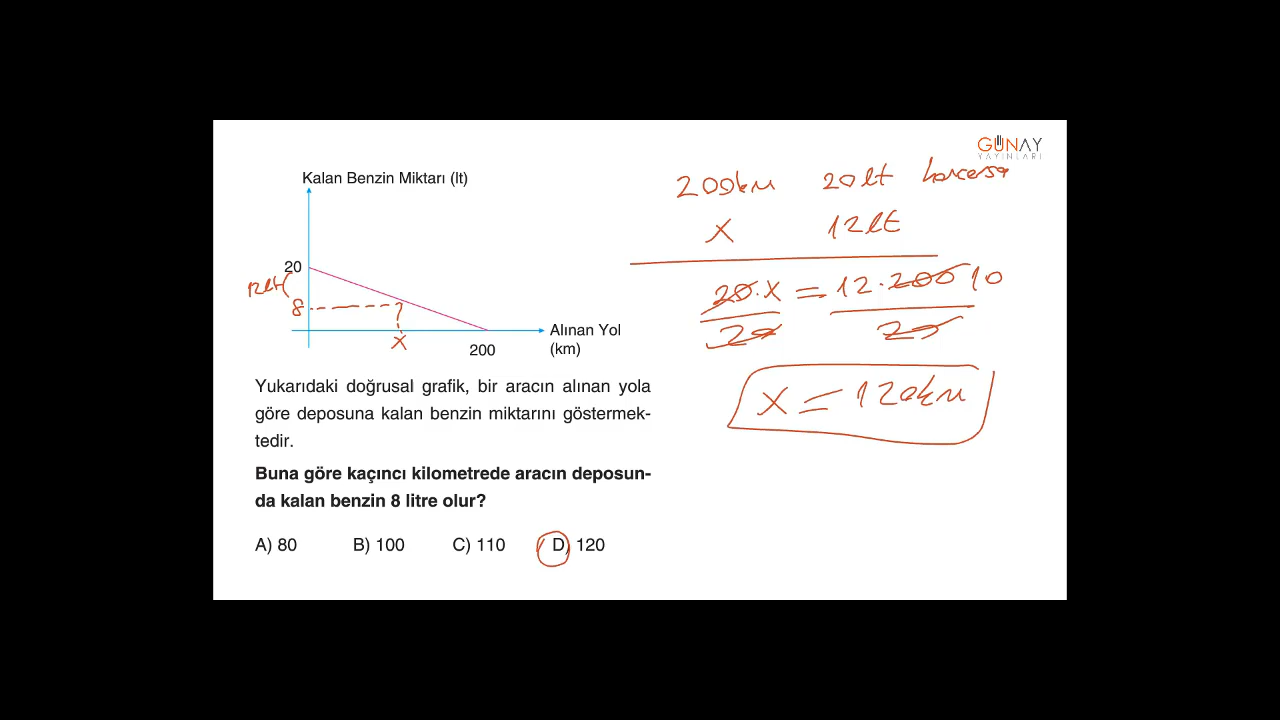 GÜNAY
YAYINLARI
Kalan Benzin Miktarı (lt)
20
12lt
8
x
200
Alınan Yol
(km)
Yukarıdaki doğrusal grafik, bir aracın alınan yola
göre deposuna kalan benzin miktarını göstermek-
tedir.
Buna göre kaçıncı kilometrede aracın deposun-
da kalan benzin 8 litre olur?
A) 80 B) 100 C) 110 D) 120
200km 20lt harcarsa
x 12lt
20.x = 12.200 10
20 20
x = 120km